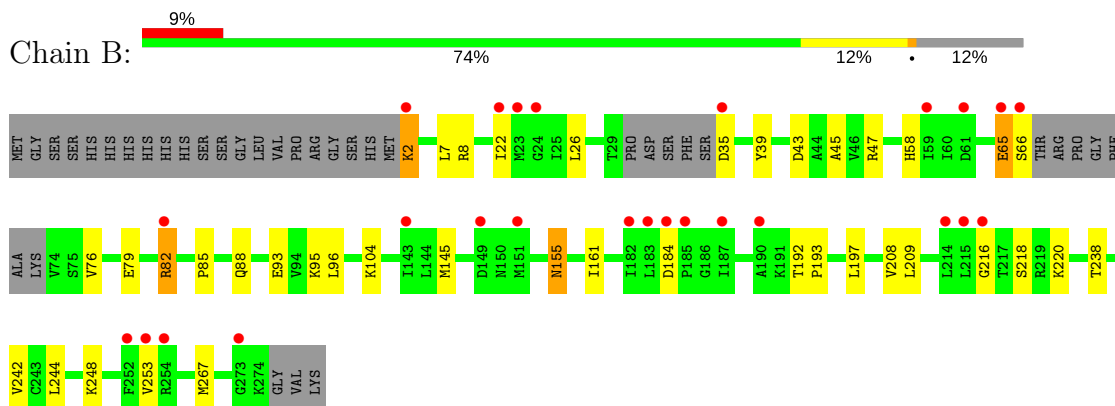 9%
Chain B:
74% 12% • 12%
MET GLY SER SER HIS HIS HIS HIS HIS HIS SER SER GLY LEU VAL PRO ARG GLY SER HIS MET K2 L7 R8 I22 M23 G24 I25 L26 T29 PRO ASP SER PHE SER D35 Y39 D43 A44 A45 V46 R47 H58 I59 I60 D61 E65 S66 THR ARG PRO GLY PHE
ALA LYS V74 S75 V76 E79 R82 P85 Q88 E93 V94 K95 L96 K104 I143 L144 M145 D149 N150 M151 N155 I161 I182 L183 D184 P185 G186 I187 A190 K191 T192 P193 L197 V208 L209 L214 L215 G216 T217 S218 R219 K220 T238
V242 C243 L244 K248 F252 V253 R254 M267 G273 K274 GLY VAL LYS